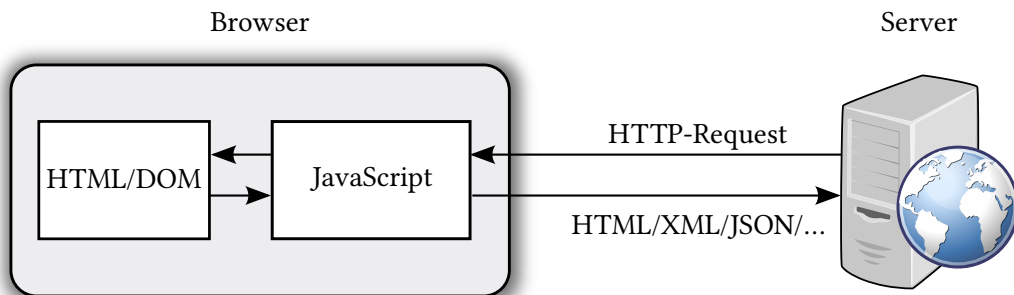 Browser
Server
HTML/DOM
JavaScript
HTTP-Request
HTML/XML/JSON/...